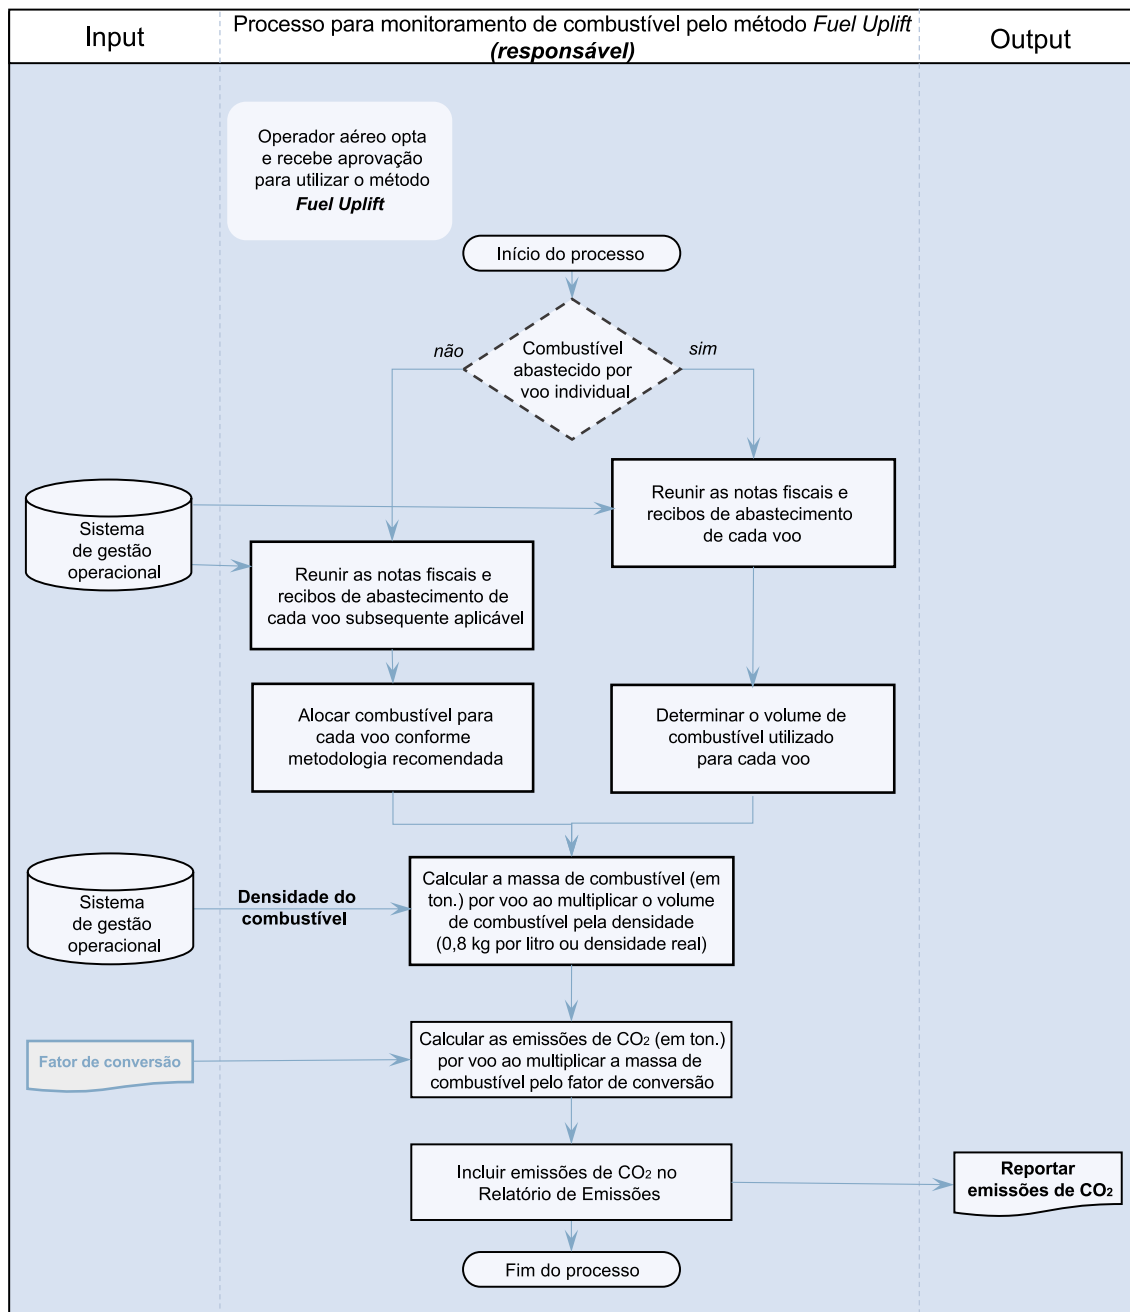 Input
Processo para monitoramento de combustível pelo método Fuel Uplift
(responsável)
Output
Operador aéreo opta
e recebe aprovação
para utilizar o método
Fuel Uplift
Início do processo
não
sim
Combustível
abastecido por
voo individual
Sistema
de gestão
operacional
Reunir as notas fiscais e
recibos de abastecimento
de cada voo
Reunir as notas fiscais e
recibos de abastecimento de
cada voo subsequente aplicável
Alocar combustível para
cada voo conforme
metodologia recomendada
Determinar o volume de
combustível utilizado
para cada voo
Sistema
de gestão
operacional
Densidade do
combustível
Calcular a massa de combustível (em
ton.) por voo ao multiplicar o volume
de combustível pela densidade
(0,8 kg por litro ou densidade real)
Fator de conversão
Calcular as emissões de CO₂ (em ton.)
por voo ao multiplicar a massa de
combustível pelo fator de conversão
Incluir emissões de CO₂ no
Relatório de Emissões
Reportar
emissões de CO₂
Fim do processo